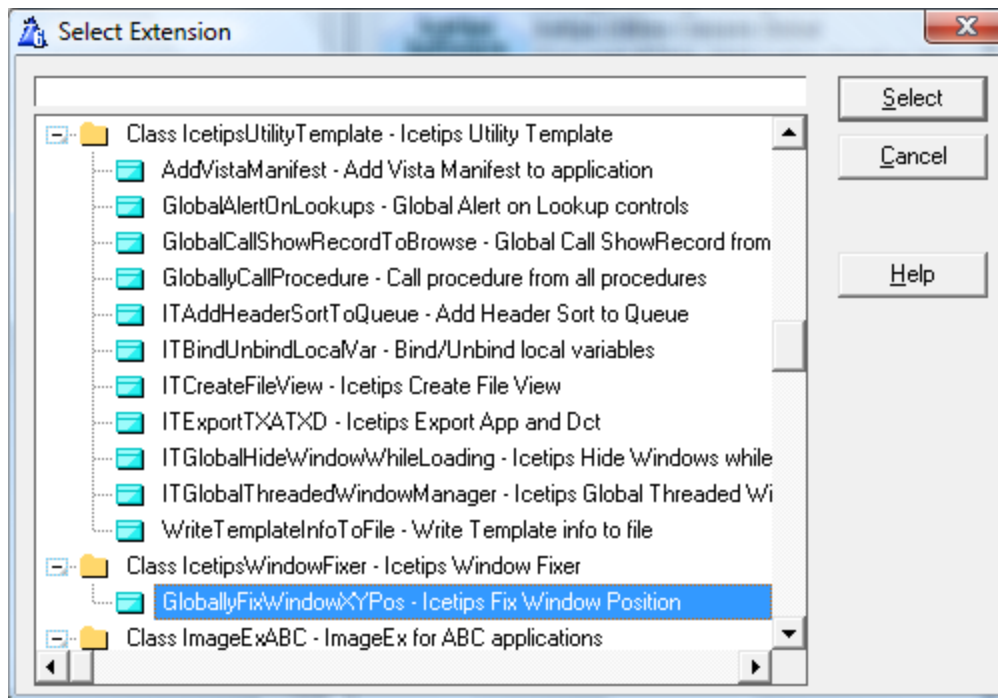 Select Extension
Select
Class IcetipsUtilityTemplate - Icetips Utility Template
AddVistaManifest - Add Vista Manifest to application
Cancel
GlobalAlertOnLookups - Global Alert on Lookup controls
GlobalCallShowRecordToBrowse - Global Call ShowRecord from
GloballyCallProcedure - Call procedure from all procedures
Help
ITAddHeaderSortToQueue - Add Header Sort to Queue
ITBindUnbindLocalVar - Bind/Unbind local variables
ITCreateFileView - Icetips Create File View
ITExportTXATXD - Icetips Export App and Dct
ITGlobalHideWindowWhileLoading - Icetips Hide Windows while
ITGlobalThreadedWindowManager - Icetips Global Threaded Wi
WriteTemplateInfoToFile - Write Template info to file
Class IcetipsWindowFixer - Icetips Window Fixer
GloballyFixWindowXYPos - Icetips Fix Window Position
Class ImageExABC - ImageEx for ABC applications